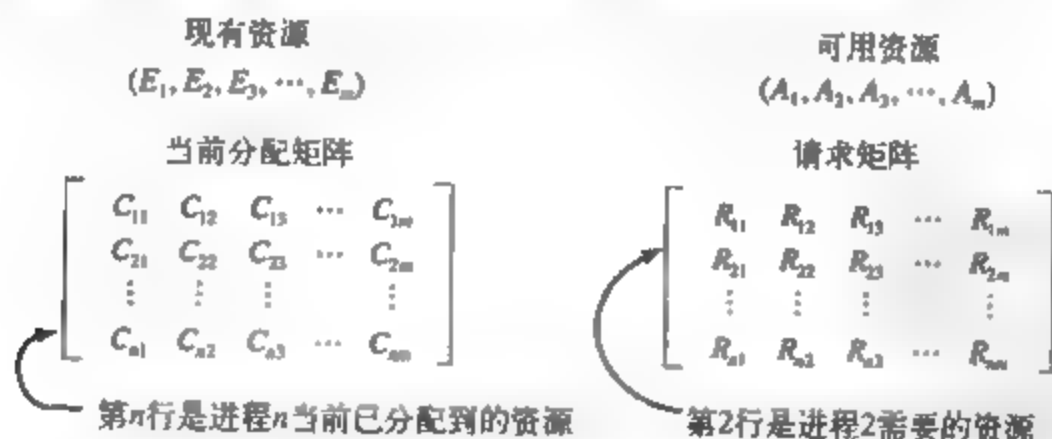 现有资源
(E₁, E₂, E₃, ⋯, Eₘ)
当前分配矩阵
C₁₁ C₁₂ C₁₃ ⋯ C₁ₘ
C₂₁ C₂₂ C₂₃ ⋯ C₂ₘ
⋮ ⋮ ⋮ ⋮
Cₙ₁ Cₙ₂ Cₙ₃ ⋯ Cₙₘ
第n行是进程n当前已分配到的资源
可用资源
(A₁, A₂, A₃, ⋯, Aₘ)
请求矩阵
R₁₁ R₁₂ R₁₃ ⋯ R₁ₘ
R₂₁ R₂₂ R₂₃ ⋯ R₂ₘ
⋮ ⋮ ⋮ ⋮
Rₙ₁ Rₙ₂ Rₙ₃ ⋯ Rₙₘ
第2行是进程2需要的资源